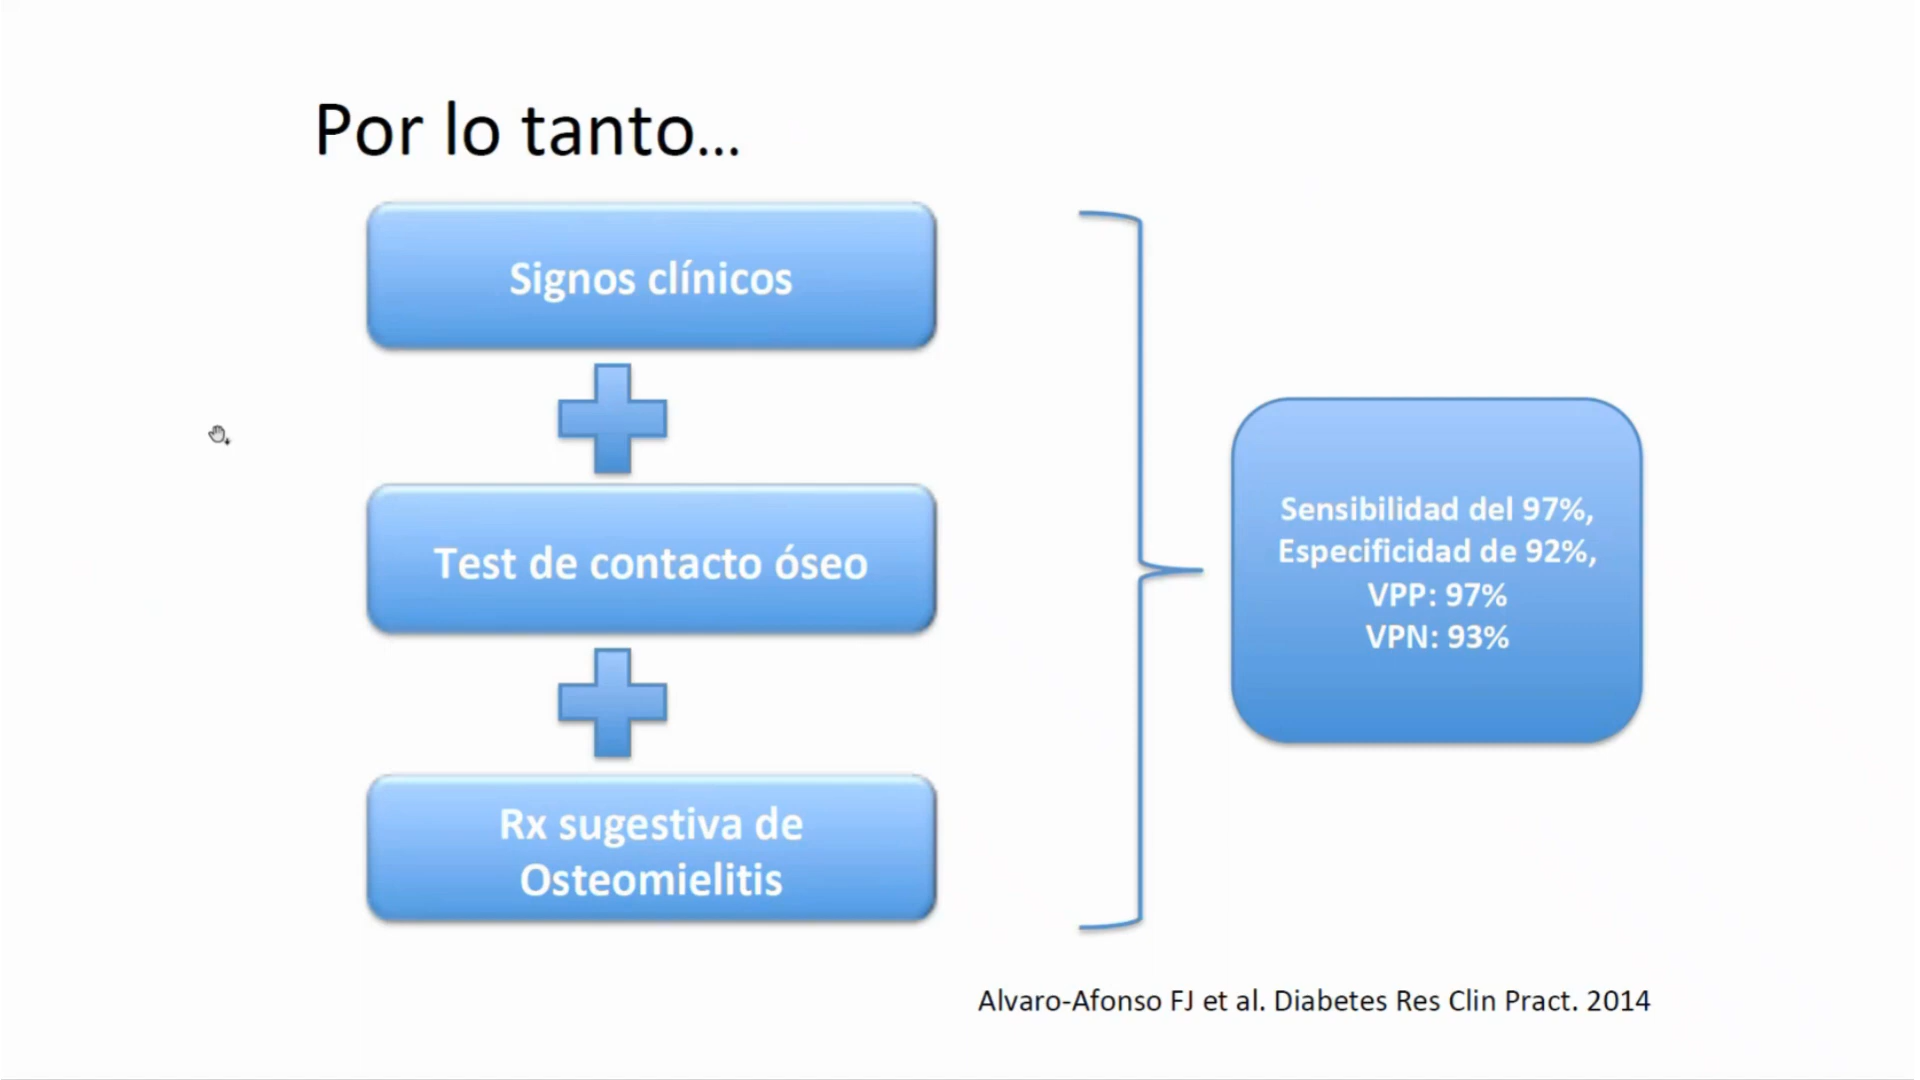 Por lo tanto...
Signos clínicos
Test de contacto óseo
Rx sugestiva de
Osteomielitis
Sensibilidad del 97%,
Especificidad de 92%,
VPP: 97%
VPN: 93%
Alvaro-Afonso FJ et al. Diabetes Res Clin Pract. 2014